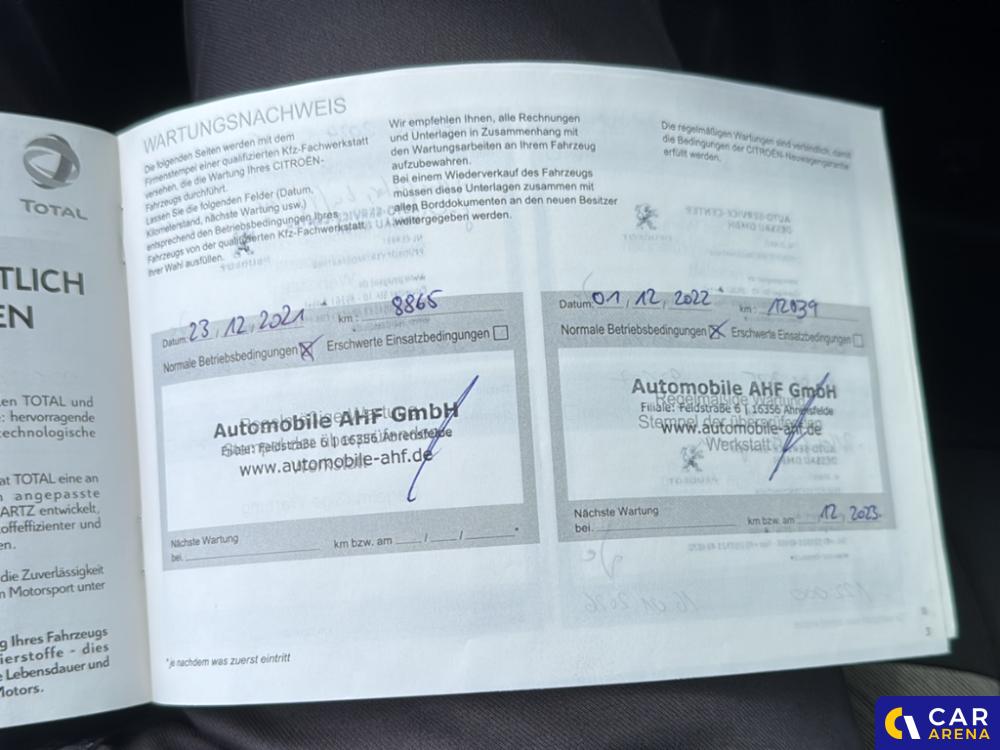 TOTAL
TLICH
EN
en TOTAL und
: hervorragende
echnologische
at TOTAL eine an
angepasste
ARTZ entwickelt,
offeffizienter und
en.
die Zuverlässigkeit
n Motorsport unter
g Ihres Fahrzeugs
ierstoffe - dies
e Lebensdauer und
Motors.
WARTUNGSNACHWEIS
Die folgenden Seiten werden mit dem
Firmenstempel einer qualifizierten Kfz-Fachwerkstatt
versehen, die die Wartung Ihres CITROËN-
Fahrzeugs durchführt.
Lassen Sie die folgenden Felder (Datum,
Kilometerstand, nächste Wartung usw.)
entsprechend den Betriebsbedingungen Ihres
Fahrzeugs von der qualifizierten Kfz-Fachwerkstatt
Ihrer Wahl ausfüllen.
Wir empfehlen Ihnen, alle Rechnungen
und Unterlagen in Zusammenhang mit
den Wartungsarbeiten an Ihrem Fahrzeug
aufzubewahren.
Bei einem Wiederverkauf des Fahrzeugs
müssen diese Unterlagen zusammen mit
allen Borddokumenten an den neuen Besitzer
weitergegeben werden.
Die regelmäßigen Wartungen sind verbindlich, damit
die Bedingungen der CITROËN-Neuwagengarantie
erfüllt werden.
Datum: 23, 12, 2021 km: 8865
Normale Betriebsbedingungen Erschwerte Einsatzbedingungen
Automobile AHF GmbH
Filiale: Feldstraße 6 | 16356 Ahrensfelde
www.automobile-ahf.de
Nächste Wartung
bei km bzw. am / / *
Datum: 01, 12, 2022 km: 12039
Normale Betriebsbedingungen Erschwerte Einsatzbedingungen
Automobile AHF GmbH
Regelmäßige Wartung
Filiale: Feldstraße 6 | 16356 Ahrensfelde
Stempel der überprüfenden
www.automobile-ahf.de
Werkstatt
Nächste Wartung
bei km bzw. am 12, 2023
*je nachdem was zuerst eintritt
3
CAR
ARENA